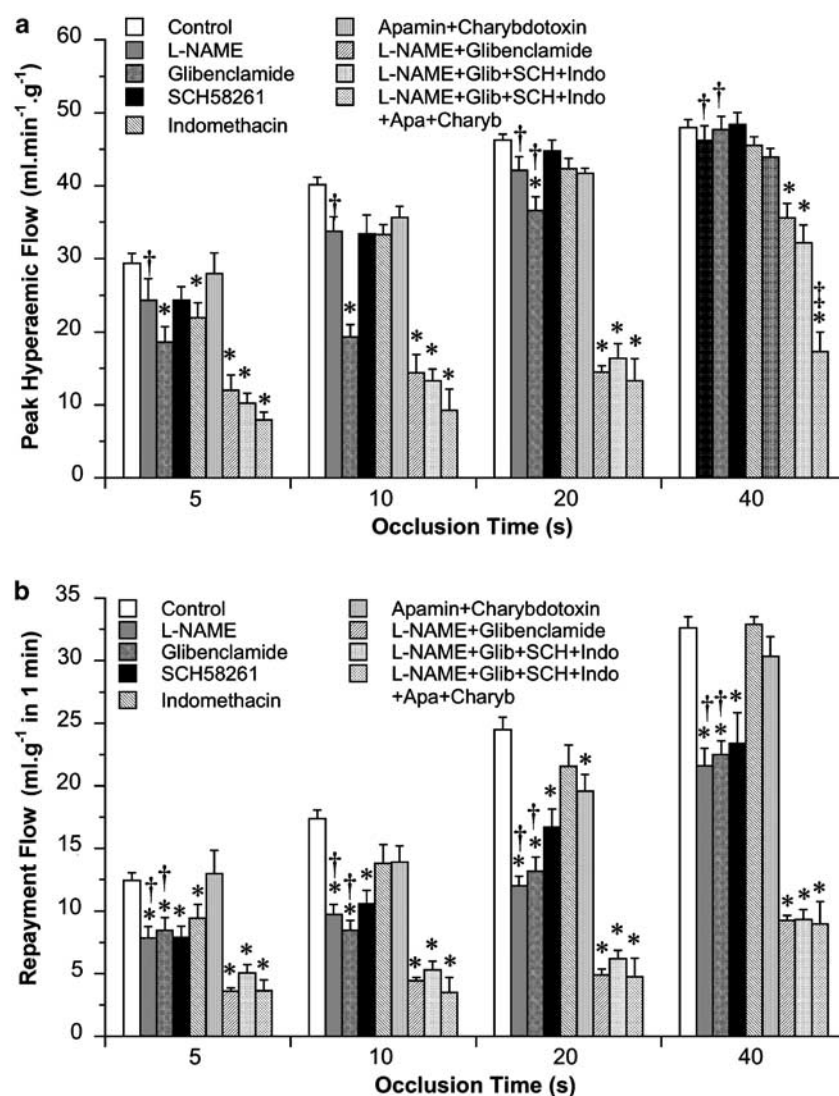 a
Peak Hyperaemic Flow (ml.min⁻¹.g⁻¹)
60
50
40
30
20
10
0
Control
L-NAME
Glibenclamide
SCH58261
Indomethacin
Apamin+Charybdotoxin
L-NAME+Glibenclamide
L-NAME+Glib+SCH+Indo
L-NAME+Glib+SCH+Indo
+Apa+Charyb
† * * * * *
† * * * *
† † * * * *
† † * * ‡ ‡ *
5 10 20 40
Occlusion Time (s)
b
Repayment Flow (ml.g⁻¹ in 1 min)
35
30
25
20
15
10
5
0
Control
L-NAME
Glibenclamide
SCH58261
Indomethacin
Apamin+Charybdotoxin
L-NAME+Glibenclamide
L-NAME+Glib+SCH+Indo
L-NAME+Glib+SCH+Indo
+Apa+Charyb
† * † * * * * * *
† * † * * * * *
† * † * * * * * *
† * † * * * * *
5 10 20 40
Occlusion Time (s)